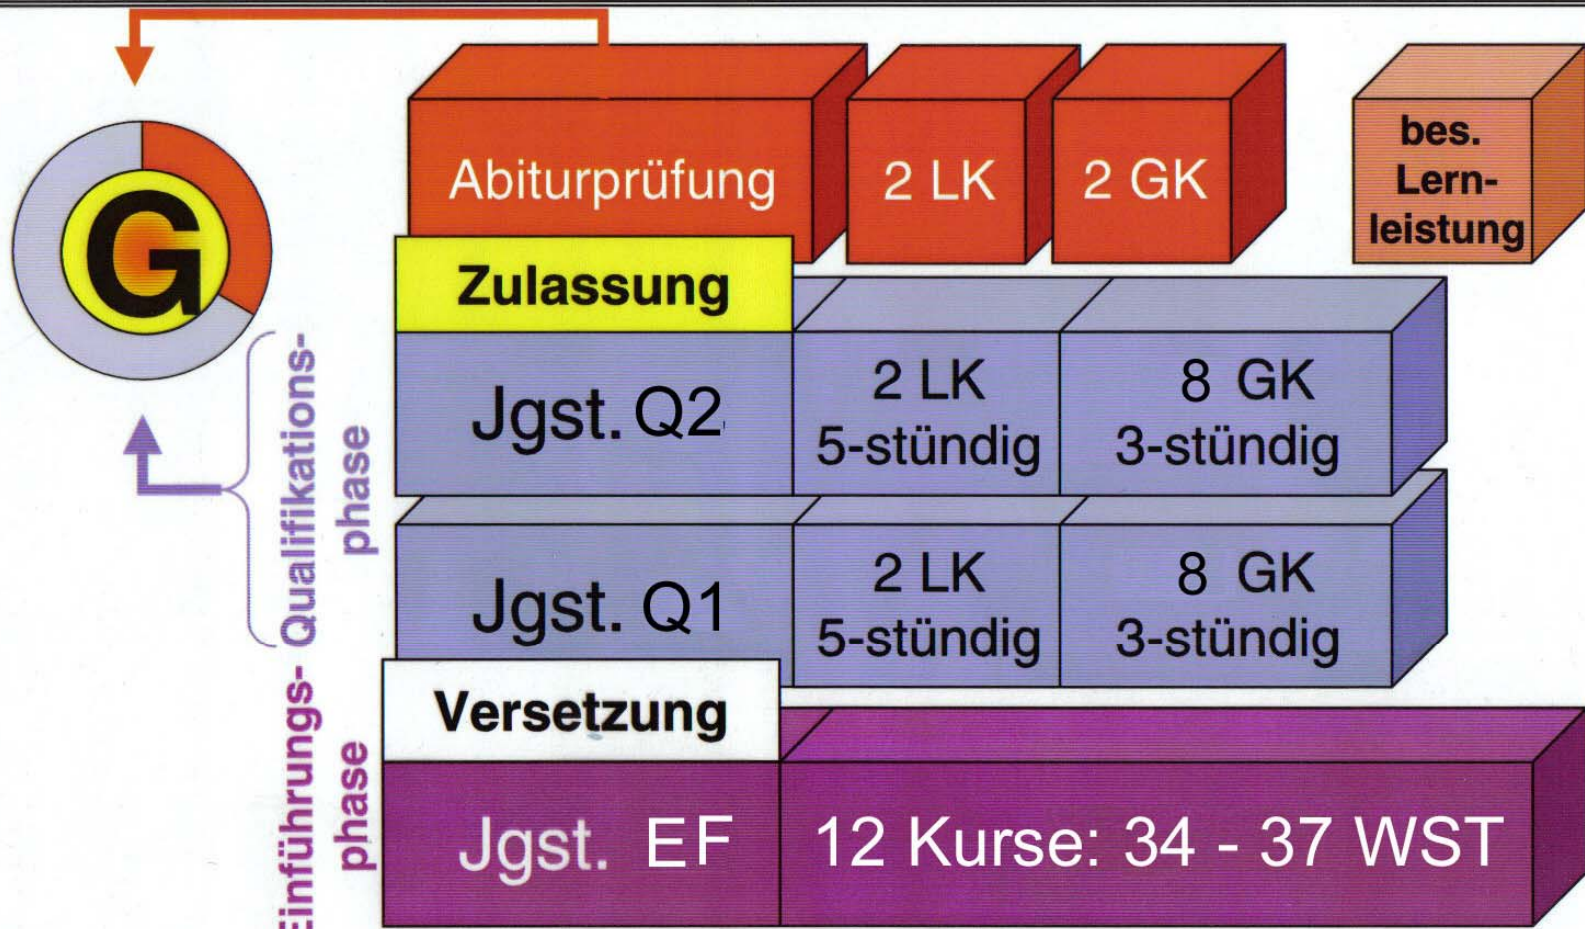 Abiturprüfung
2 LK
2 GK
bes.
Lern-
leistung
G
Zulassung
Jgst. Q2
2 LK
5-stündig
8 GK
3-stündig
Qualifikations-
phase
Jgst. Q1
2 LK
5-stündig
8 GK
3-stündig
Versetzung
Einführungs-
phase
Jgst. EF
12 Kurse: 34 - 37 WST